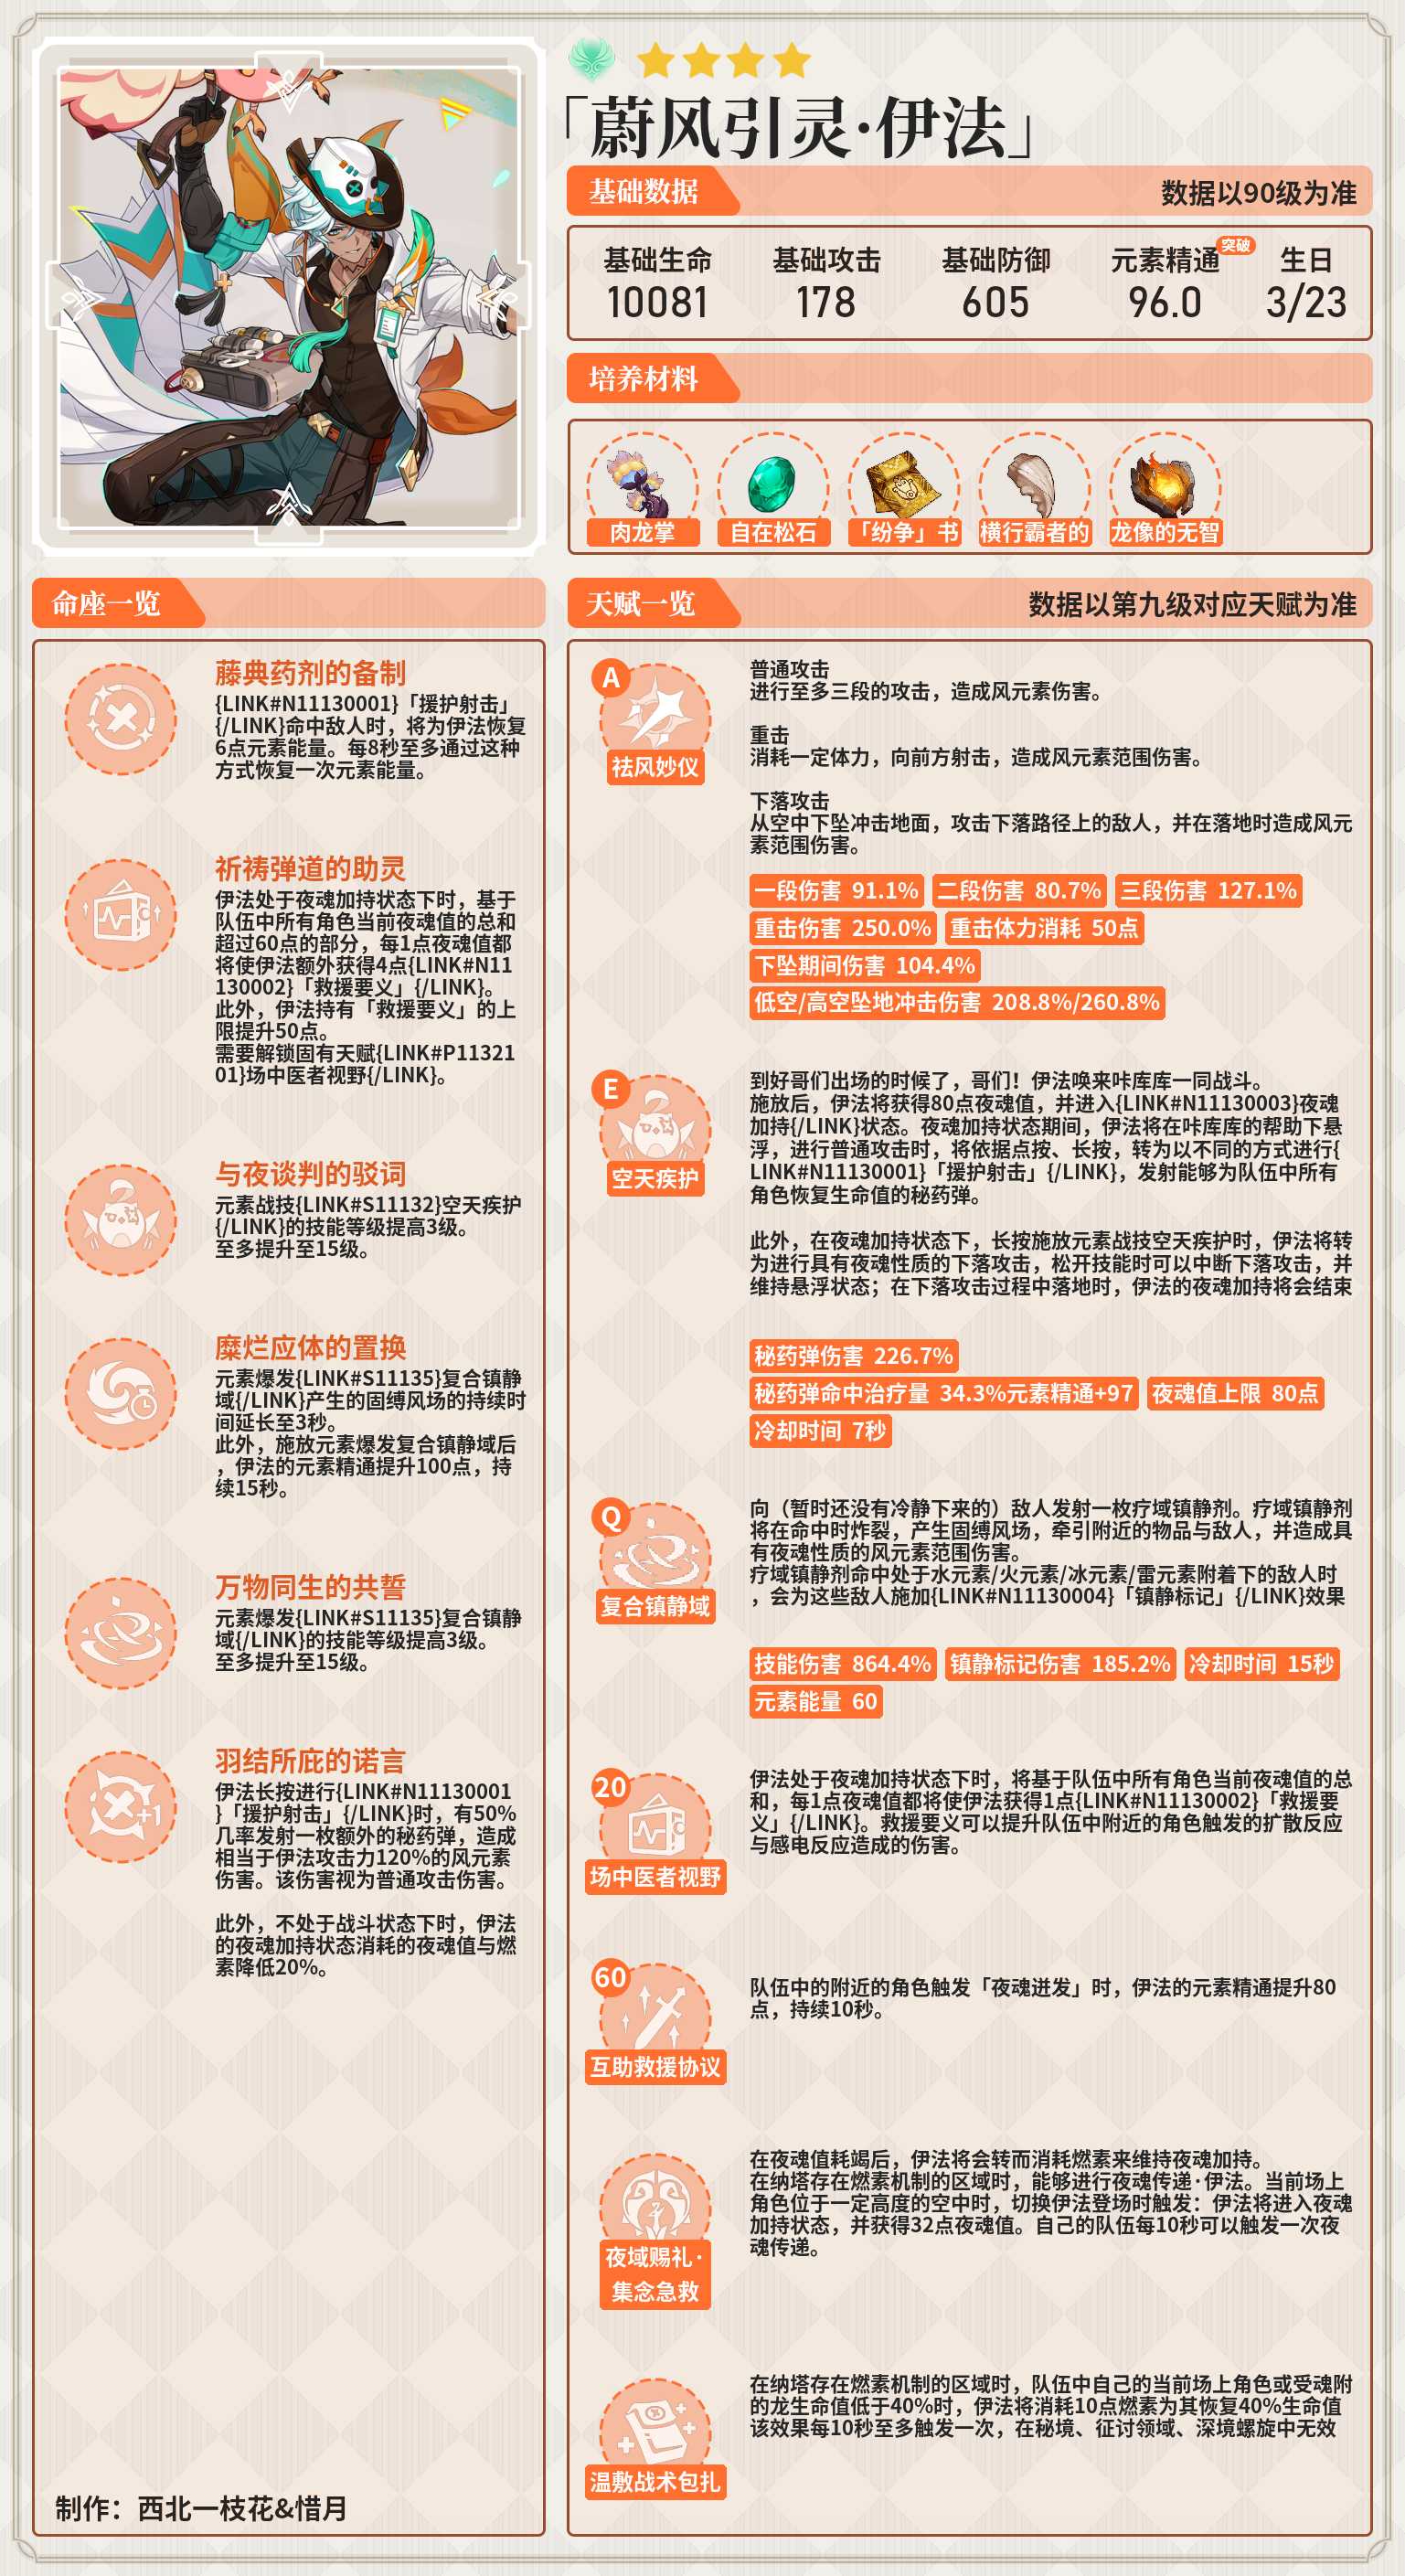 「蔚风引灵·伊法」
基础数据
数据以90级为准
基础生命
基础攻击
基础防御
元素精通
突破
生日
10081
178
605
96.0
3/23
培养材料
肉龙掌
自在松石
「纷争」书
横行霸者的
龙像的无智
命座一览
藤典药剂的备制
{LINK#N11130001}「援护射击」
{/LINK}命中敌人时，将为伊法恢复
6点元素能量。每8秒至多通过这种
方式恢复一次元素能量。
祈祷弹道的助灵
伊法处于夜魂加持状态下时，基于
队伍中所有角色当前夜魂值的总和
超过60点的部分，每1点夜魂值都
将使伊法额外获得4点{LINK#N11
130002}「救援要义」{/LINK}。
此外，伊法持有「救援要义」的上
限提升50点。
需要解锁固有天赋{LINK#P11321
01}场中医者视野{/LINK}。
与夜谈判的驳词
元素战技{LINK#S11132}空天疾护
{/LINK}的技能等级提高3级。
至多提升至15级。
糜烂应体的置换
元素爆发{LINK#S11135}复合镇静
域{/LINK}产生的固缚风场的持续时
间延长至3秒。
此外，施放元素爆发复合镇静域后
，伊法的元素精通提升100点，持
续15秒。
万物同生的共誓
元素爆发{LINK#S11135}复合镇静
域{/LINK}的技能等级提高3级。
至多提升至15级。
羽结所庇的诺言
伊法长按进行{LINK#N11130001
}「援护射击」{/LINK}时，有50%
几率发射一枚额外的秘药弹，造成
相当于伊法攻击力120%的风元素
伤害。该伤害视为普通攻击伤害。
此外，不处于战斗状态下时，伊法
的夜魂加持状态消耗的夜魂值与燃
素降低20%。
+1
制作：西北一枝花&惜月
天赋一览
数据以第九级对应天赋为准
A
祛风妙仪
普通攻击
进行至多三段的攻击，造成风元素伤害。
重击
消耗一定体力，向前方射击，造成风元素范围伤害。
下落攻击
从空中下坠冲击地面，攻击下落路径上的敌人，并在落地时造成风元
素范围伤害。
一段伤害 91.1%
二段伤害 80.7%
三段伤害 127.1%
重击伤害 250.0%
重击体力消耗 50点
下坠期间伤害 104.4%
低空/高空坠地冲击伤害 208.8%/260.8%
E
空天疾护
到好哥们出场的时候了，哥们！伊法唤来咔库库一同战斗。
施放后，伊法将获得80点夜魂值，并进入{LINK#N11130003}夜魂
加持{/LINK}状态。夜魂加持状态期间，伊法将在咔库库的帮助下悬
浮，进行普通攻击时，将依据点按、长按，转为以不同的方式进行{
LINK#N11130001}「援护射击」{/LINK}，发射能够为队伍中所有
角色恢复生命值的秘药弹。
此外，在夜魂加持状态下，长按施放元素战技空天疾护时，伊法将转
为进行具有夜魂性质的下落攻击，松开技能时可以中断下落攻击，并
维持悬浮状态；在下落攻击过程中落地时，伊法的夜魂加持将会结束
秘药弹伤害 226.7%
秘药弹命中治疗量 34.3%元素精通+97
夜魂值上限 80点
冷却时间 7秒
Q
复合镇静域
向（暂时还没有冷静下来的）敌人发射一枚疗域镇静剂。疗域镇静剂
将在命中时炸裂，产生固缚风场，牵引附近的物品与敌人，并造成具
有夜魂性质的风元素范围伤害。
疗域镇静剂命中处于水元素/火元素/冰元素/雷元素附着下的敌人时
，会为这些敌人施加{LINK#N11130004}「镇静标记」{/LINK}效果
技能伤害 864.4%
镇静标记伤害 185.2%
冷却时间 15秒
元素能量 60
20
场中医者视野
伊法处于夜魂加持状态下时，将基于队伍中所有角色当前夜魂值的总
和，每1点夜魂值都将使伊法获得1点{LINK#N11130002}「救援要
义」{/LINK}。救援要义可以提升队伍中附近的角色触发的扩散反应
与感电反应造成的伤害。
60
互助救援协议
队伍中的附近的角色触发「夜魂迸发」时，伊法的元素精通提升80
点，持续10秒。
夜域赐礼·
集念急救
在夜魂值耗竭后，伊法将会转而消耗燃素来维持夜魂加持。
在纳塔存在燃素机制的区域时，能够进行夜魂传递·伊法。当前场上
角色位于一定高度的空中时，切换伊法登场时触发：伊法将进入夜魂
加持状态，并获得32点夜魂值。自己的队伍每10秒可以触发一次夜
魂传递。
温敷战术包扎
在纳塔存在燃素机制的区域时，队伍中自己的当前场上角色或受魂附
的龙生命值低于40%时，伊法将消耗10点燃素为其恢复40%生命值
该效果每10秒至多触发一次，在秘境、征讨领域、深境螺旋中无效